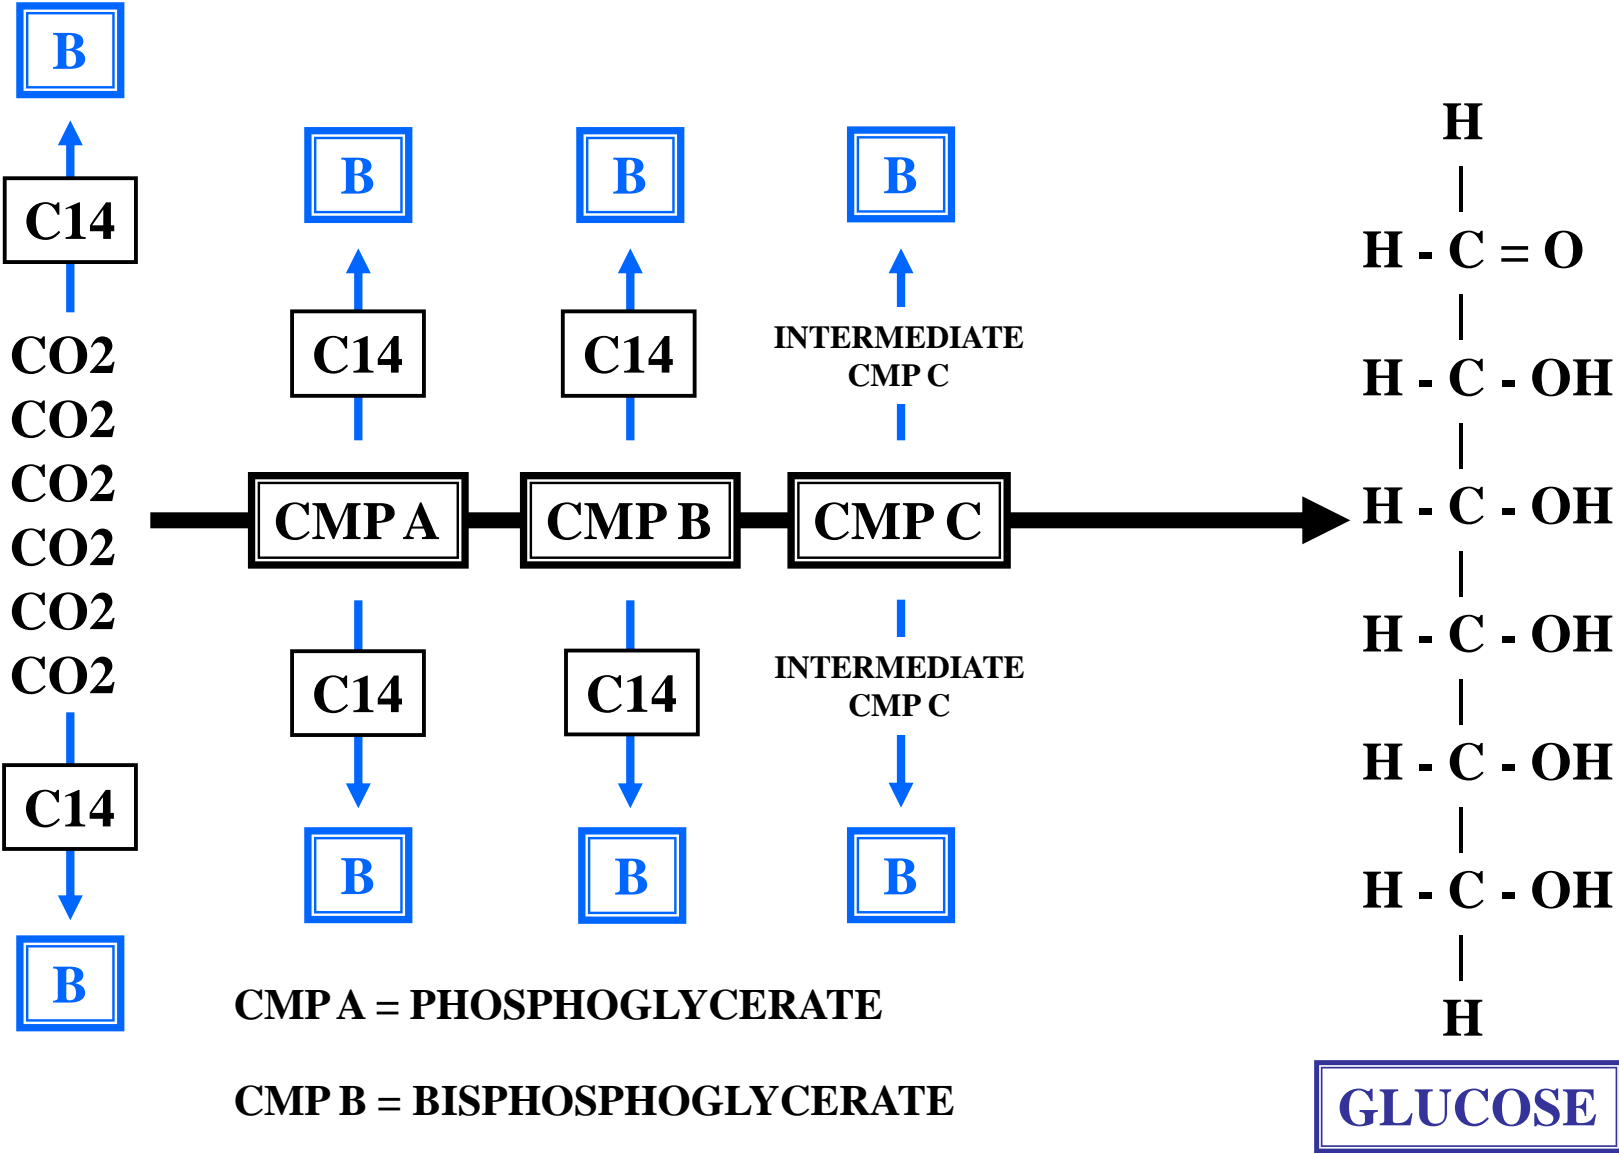 B
C14
CO2
CO2
CO2
CO2
CO2
CO2
C14
B
B
C14
CMP A
C14
B
B
C14
CMP B
C14
B
B
INTERMEDIATE
CMP C
CMP C
INTERMEDIATE
CMP C
B
CMP A = PHOSPHOGLYCERATE
CMP B = BISPHOSPHOGLYCERATE
H
H - C = O
H - C - OH
H - C - OH
H - C - OH
H - C - OH
H - C - OH
H
GLUCOSE